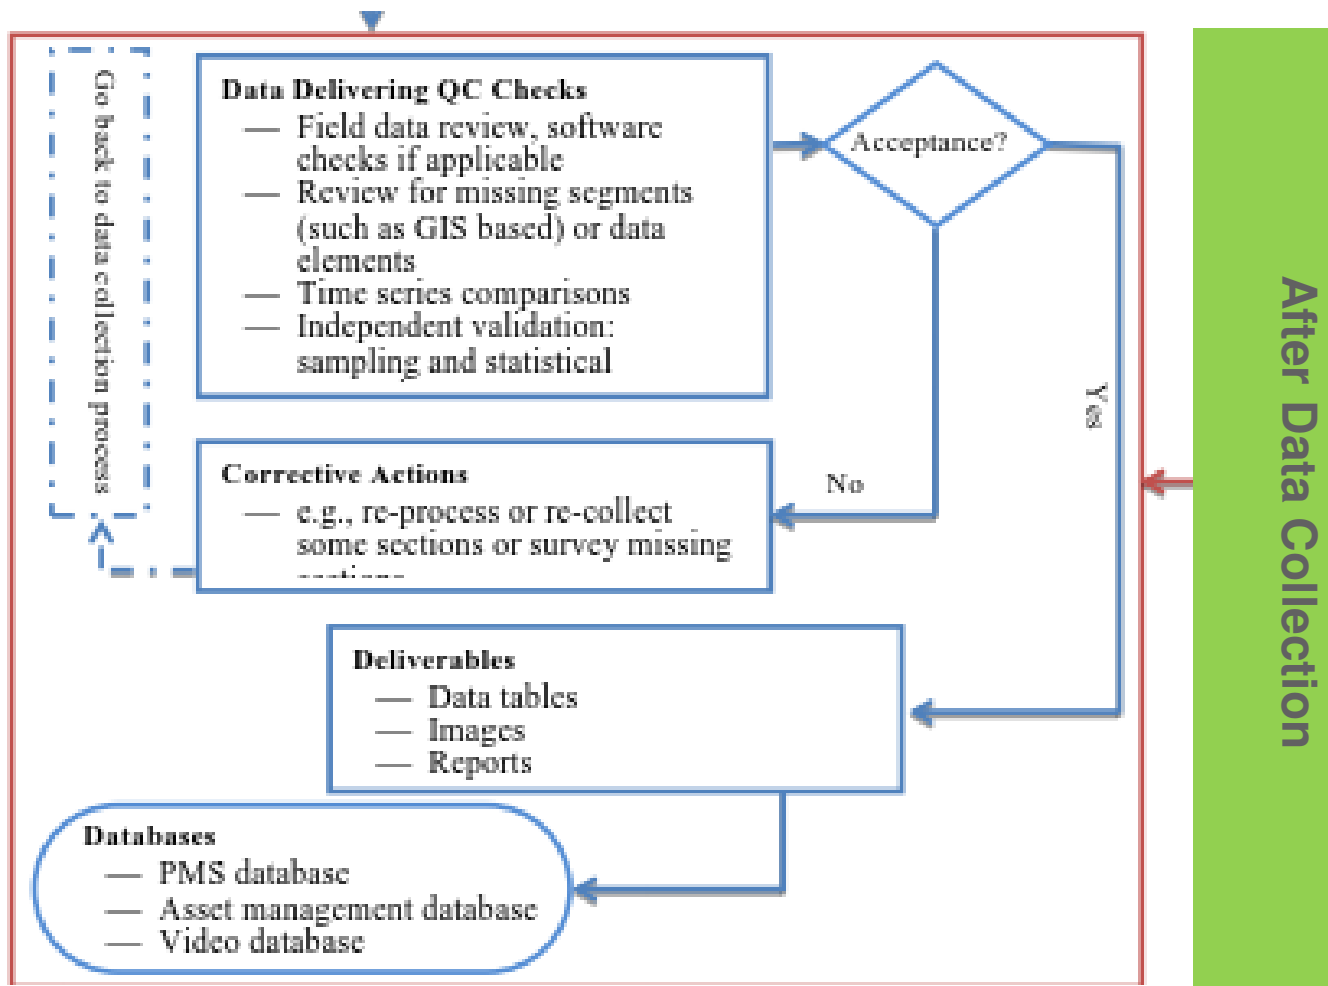 Go back to data collection process
Data Delivering QC Checks
— Field data review, software
checks if applicable
— Review for missing segments
(such as GIS based) or data
elements
— Time series comparisons
— Independent validation:
sampling and statistical
Acceptance?
Yes
No
Corrective Actions
— e.g., re-process or re-collect
some sections or survey missing
Deliverables
— Data tables
— Images
— Reports
Databases
— PMS database
— Asset management database
— Video database
After Data Collection